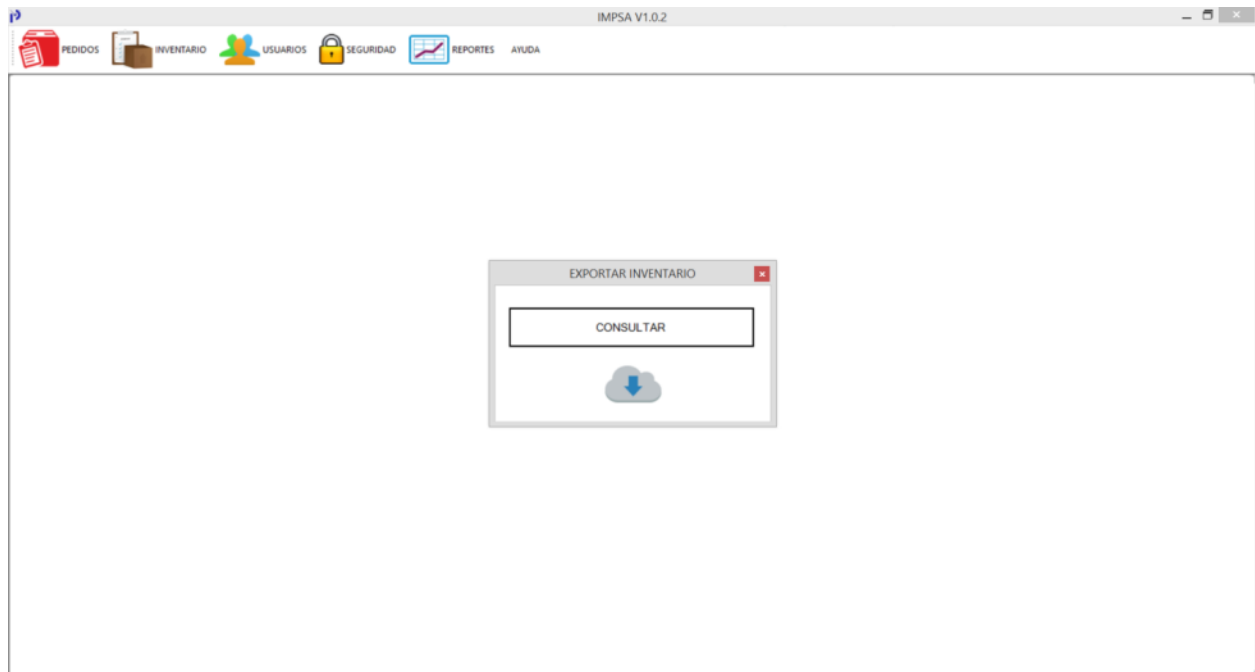 IMPSA V1.0.2
PEDIDOS INVENTARIO USUARIOS SEGURIDAD REPORTES AYUDA
EXPORTAR INVENTARIO
CONSULTAR